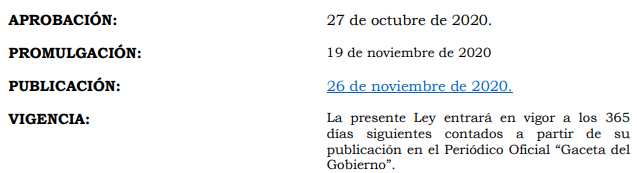 APROBACIÓN: 27 de octubre de 2020.
PROMULGACIÓN: 19 de noviembre de 2020
PUBLICACIÓN: 26 de noviembre de 2020.
VIGENCIA: La presente Ley entrará en vigor a los 365
días siguientes contados a partir de su
publicación en el Periódico Oficial “Gaceta del
Gobierno”.